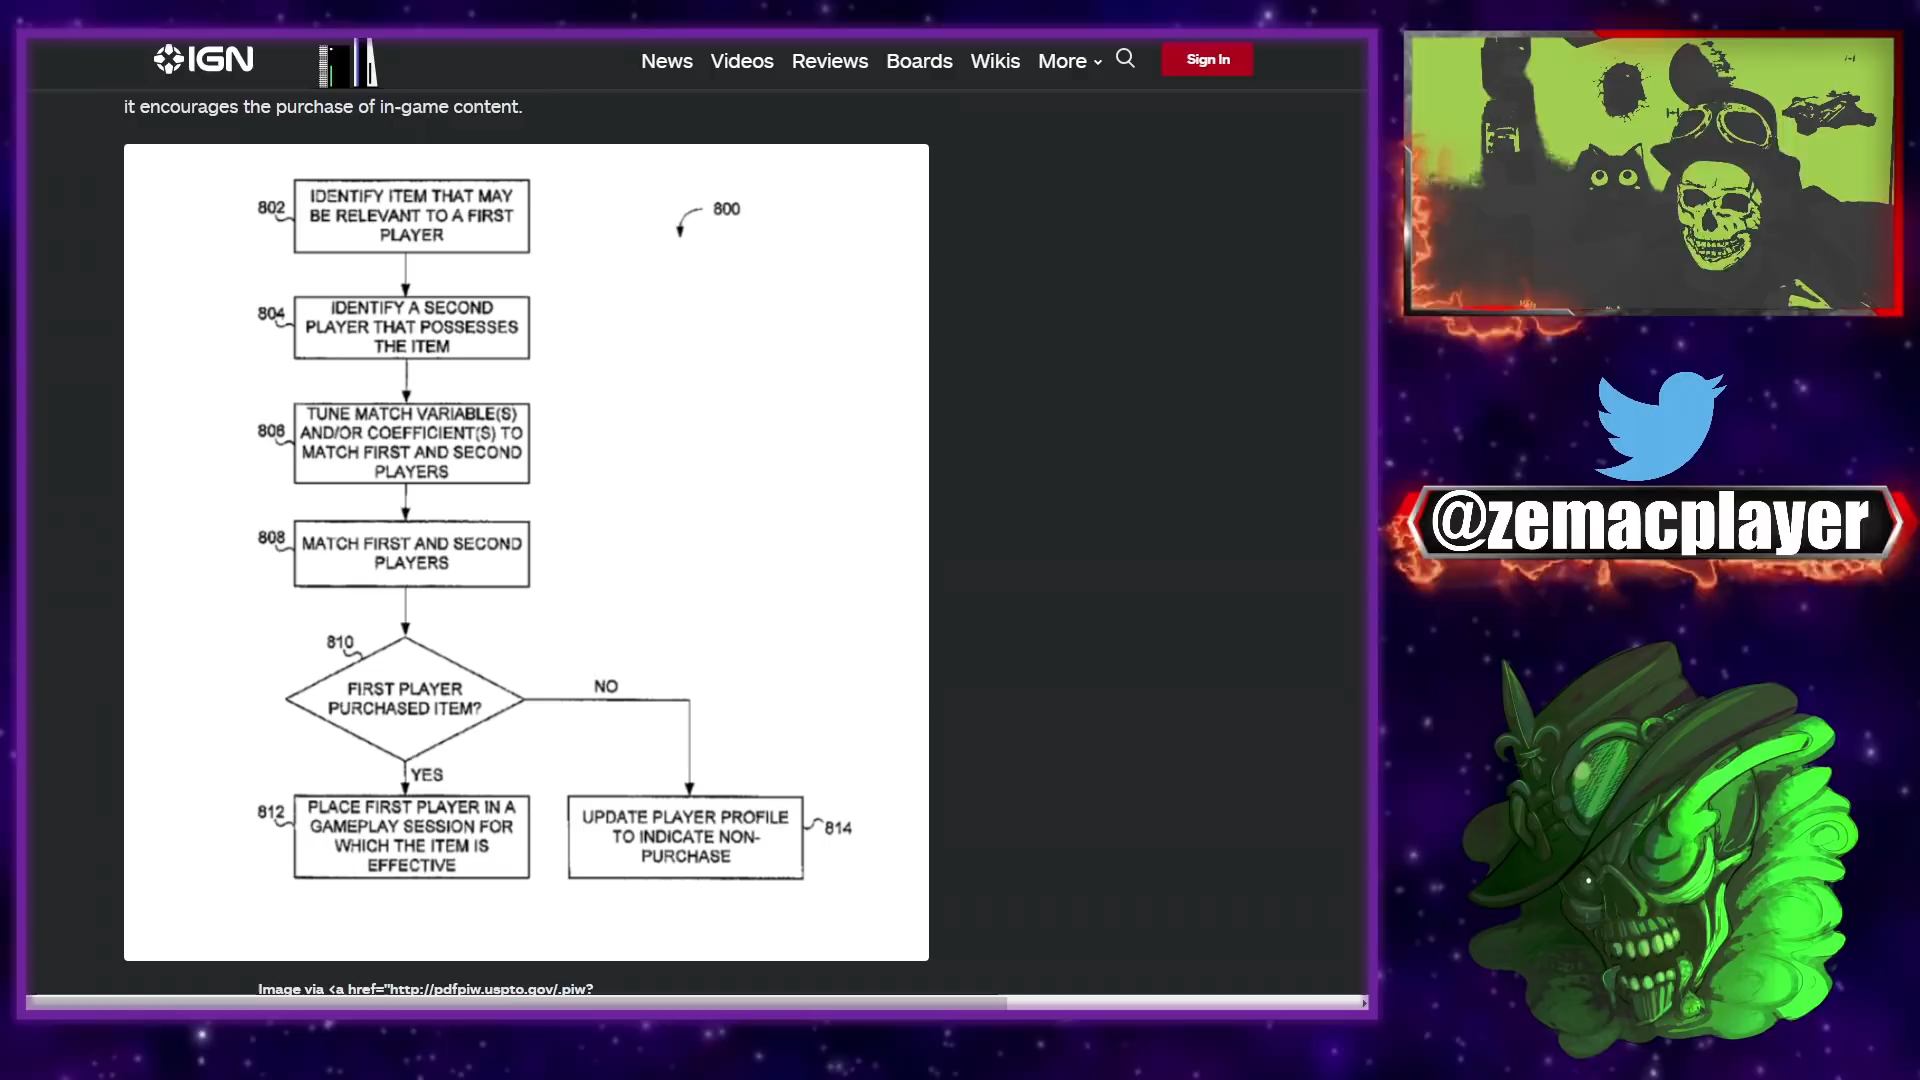 IGN
News Videos Reviews Boards Wikis More Sign In
it encourages the purchase of in-game content.
800
802
IDENTIFY ITEM THAT MAY
BE RELEVANT TO A FIRST
PLAYER
804
IDENTIFY A SECOND
PLAYER THAT POSSESSES
THE ITEM
806
TUNE MATCH VARIABLE(S)
AND/OR COEFFICIENT(S) TO
MATCH FIRST AND SECOND
PLAYERS
808
MATCH FIRST AND SECOND
PLAYERS
810
FIRST PLAYER
PURCHASED ITEM?
NO
YES
812
PLACE FIRST PLAYER IN A
GAMEPLAY SESSION FOR
WHICH THE ITEM IS
EFFECTIVE
UPDATE PLAYER PROFILE
TO INDICATE NON-
PURCHASE
814
Image via <a href="http://pdfpiw.uspto.gov/.piw?
@zemacplayer